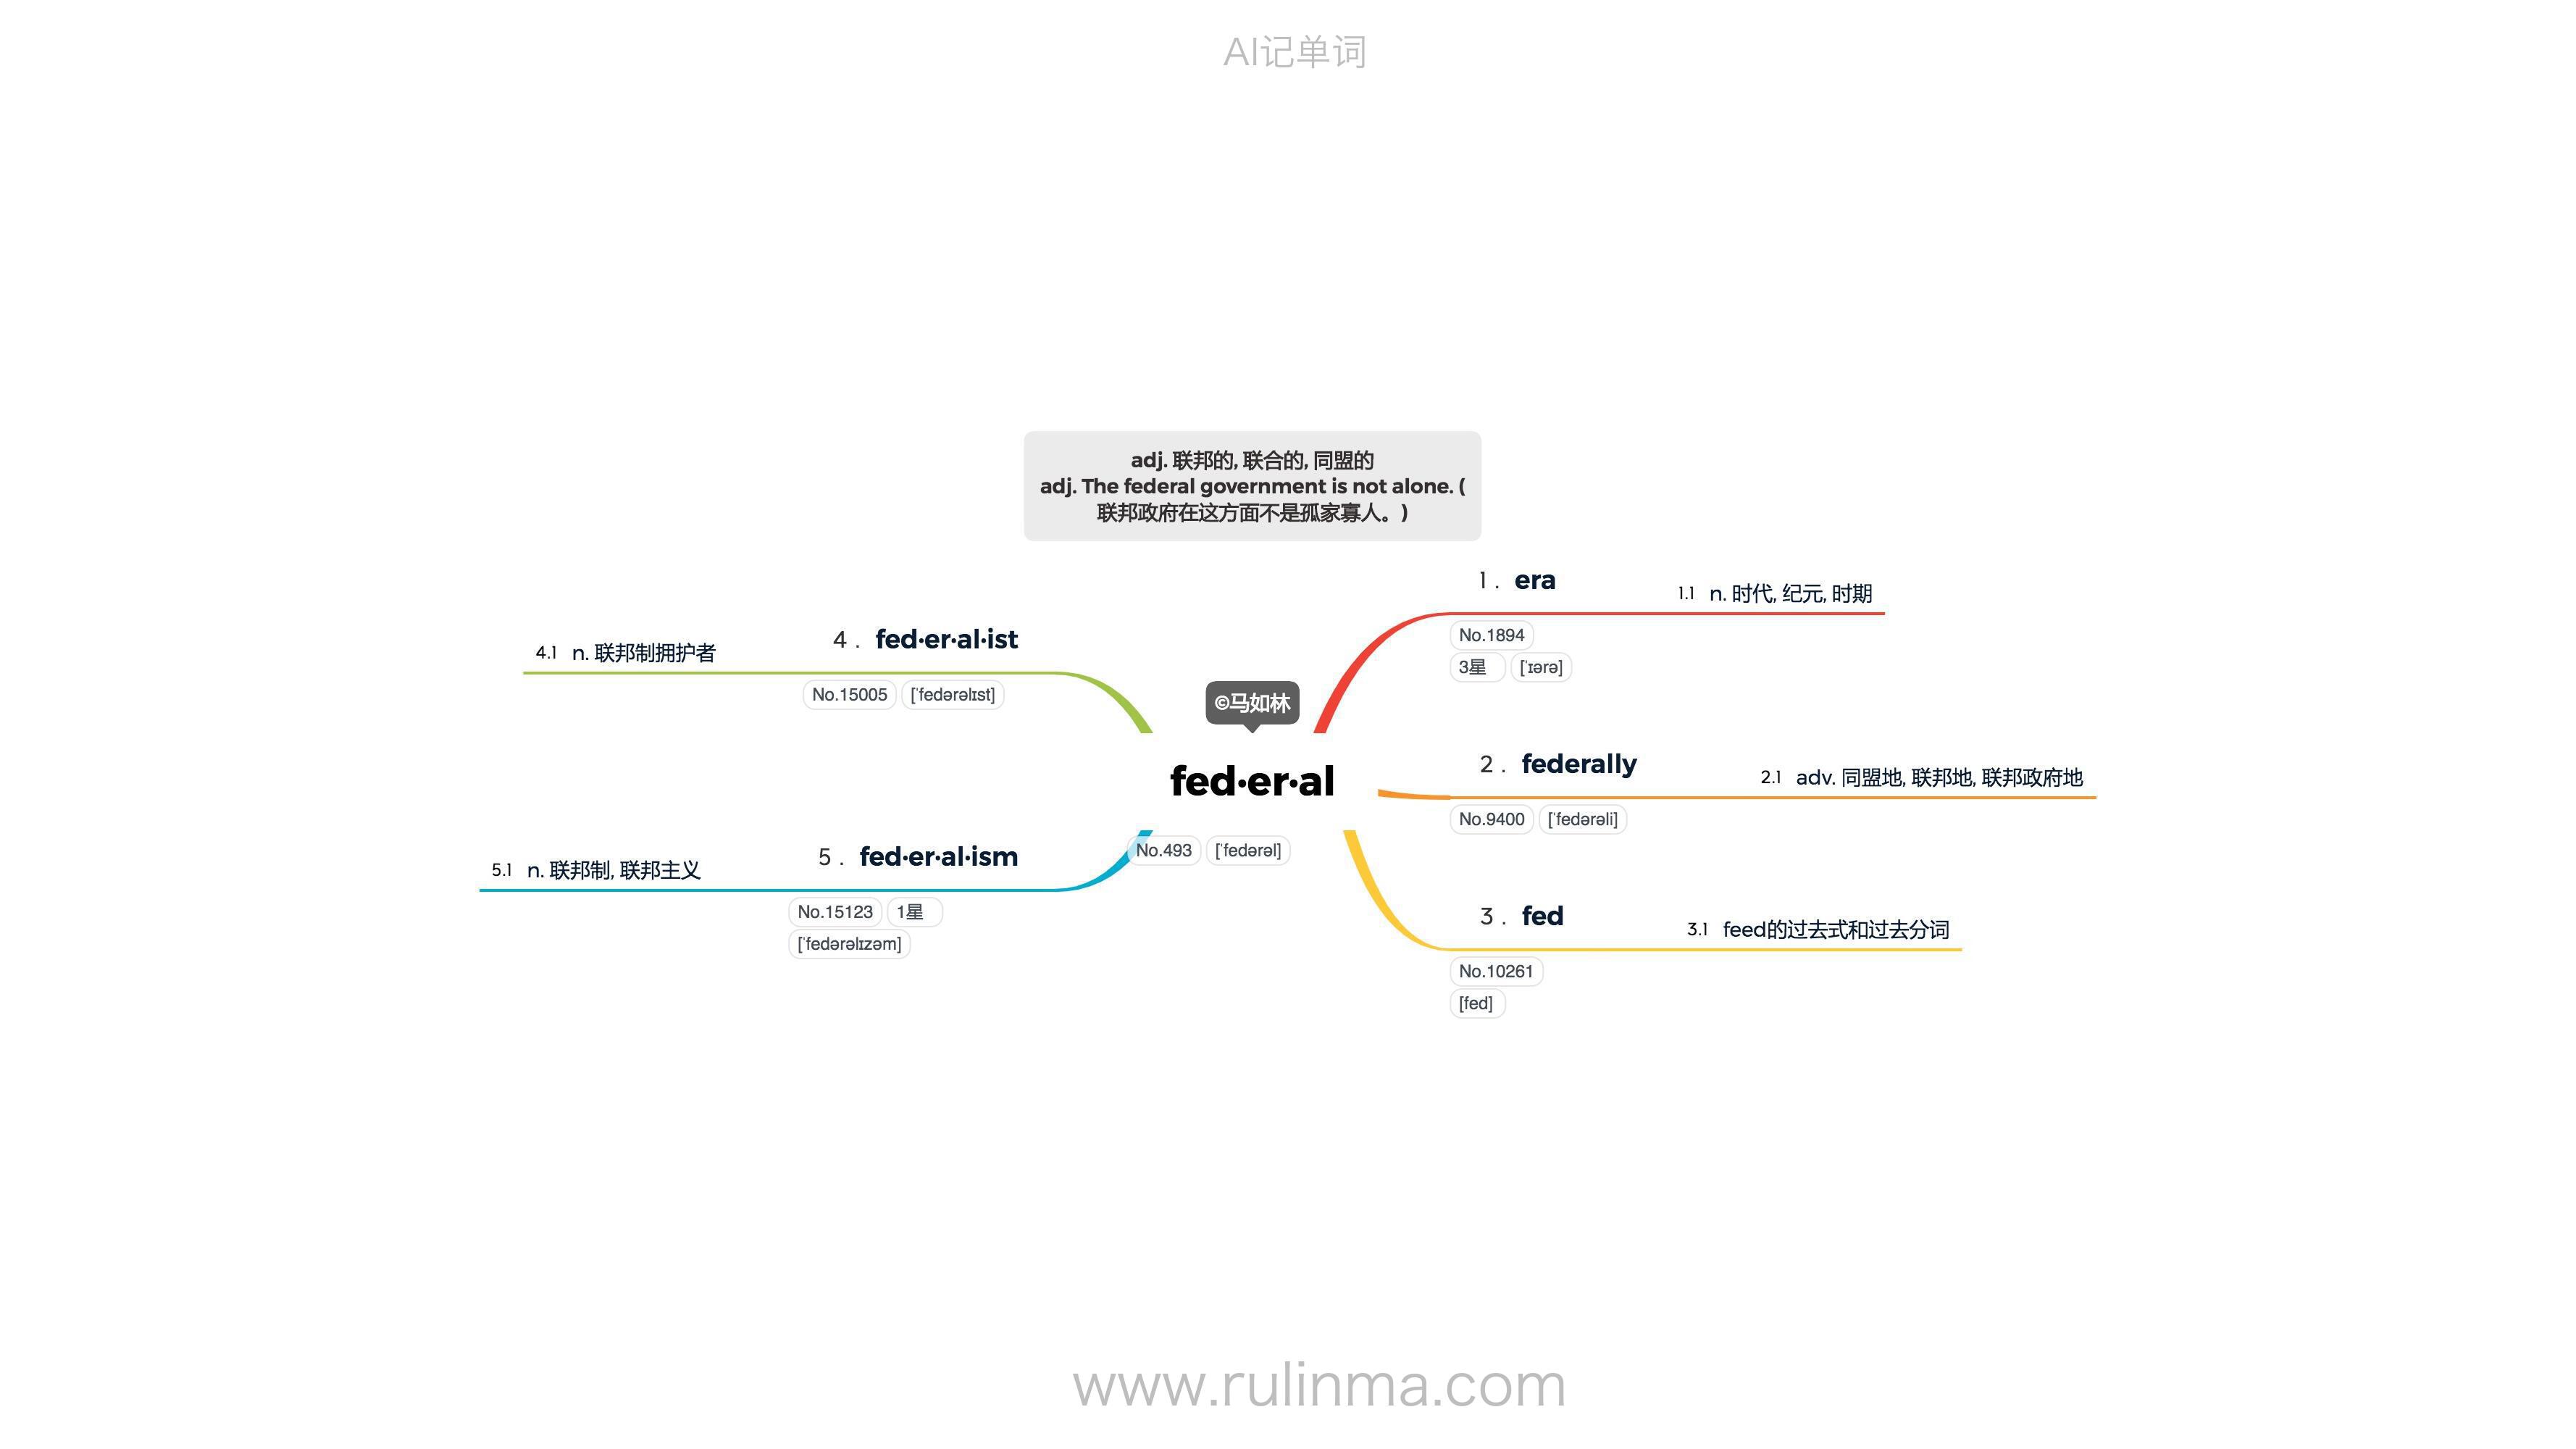 AI记单词
adj. 联邦的, 联合的, 同盟的
adj. The federal government is not alone. (
联邦政府在这方面不是孤家寡人。)
1 . era
1.1 n. 时代, 纪元, 时期
No.1894
3星 [ˈɪərə]
4 . fed·er·al·ist
4.1 n. 联邦制拥护者
No.15005 [ˈfedərəlɪst]
©马如林
fed·er·al
No.493 [ˈfedərəl]
2 . federally
2.1 adv. 同盟地, 联邦地, 联邦政府地
No.9400 [ˈfedərəli]
5 . fed·er·al·ism
5.1 n. 联邦制, 联邦主义
No.15123 1星
[ˈfedərəlɪzəm]
3 . fed
3.1 feed的过去式和过去分词
No.10261
[fed]
www.rulinma.com